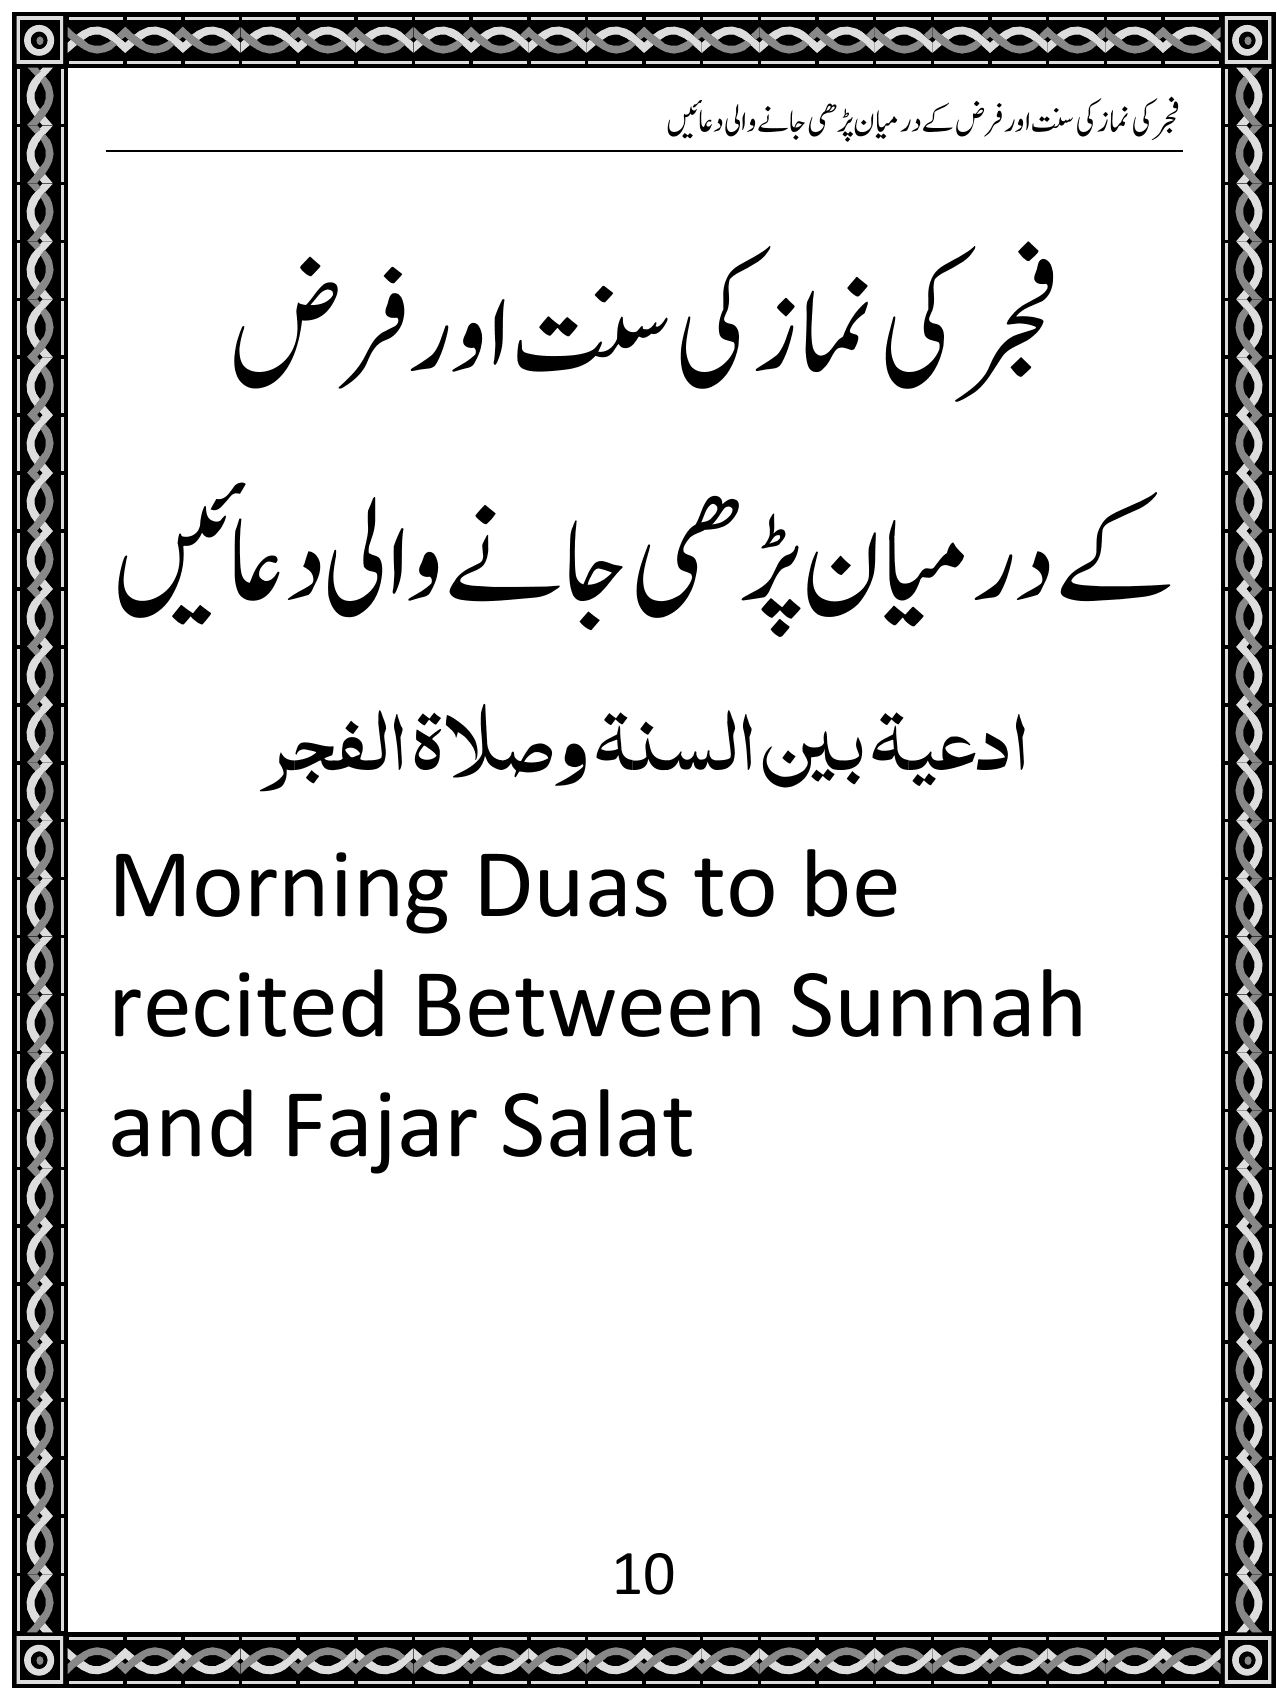 فجر کی نماز کی سنت اور فرض کے درمیان پڑھی جانے والی دعائیں
فجر کی نماز کی سنت اور فرض
کے درمیان پڑھی جانے والی دعائیں
ادعية بين السنة وصلاة الفجر
Morning Duas to be
recited Between Sunnah
and Fajar Salat
10